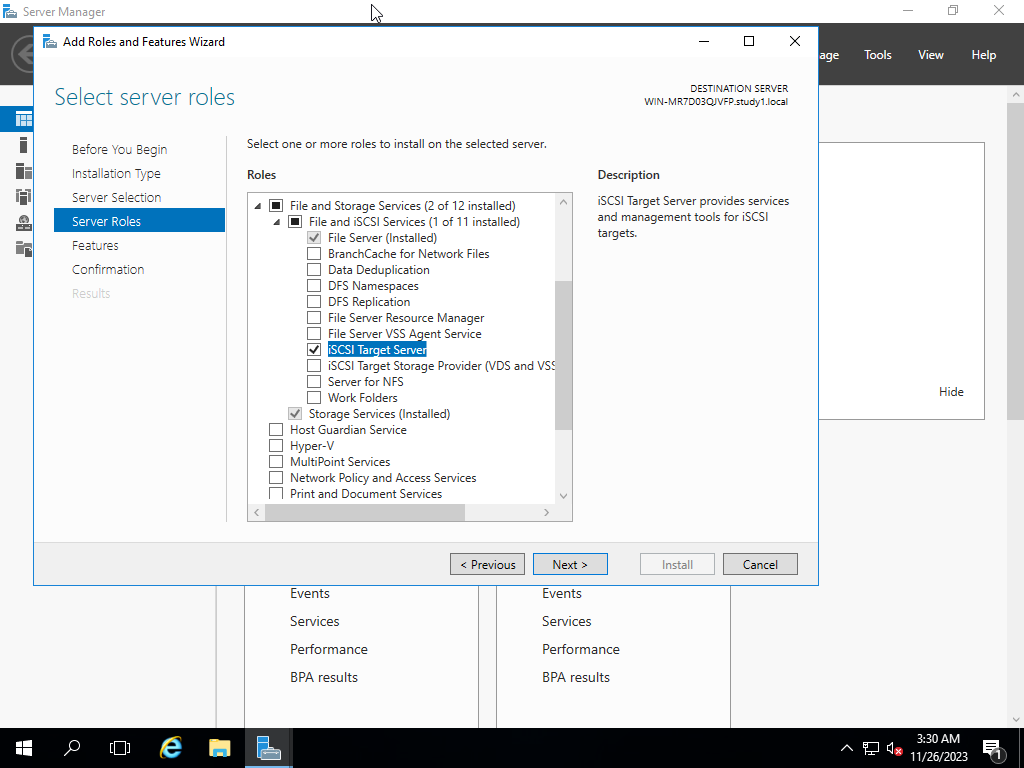 Server Manager
Add Roles and Features Wizard
age
Tools
View
Help
Select server roles
DESTINATION SERVER
WIN-MR7D03QJVFP.study1.local
Before You Begin
Installation Type
Server Selection
Server Roles
Features
Confirmation
Results
Select one or more roles to install on the selected server.
Roles
File and Storage Services (2 of 12 installed)
File and iSCSI Services (1 of 11 installed)
File Server (Installed)
BranchCache for Network Files
Data Deduplication
DFS Namespaces
DFS Replication
File Server Resource Manager
File Server VSS Agent Service
iSCSI Target Server
iSCSI Target Storage Provider (VDS and VSS
Server for NFS
Work Folders
Storage Services (Installed)
Host Guardian Service
Hyper-V
MultiPoint Services
Network Policy and Access Services
Print and Document Services
Description
iSCSI Target Server provides services
and management tools for iSCSI
targets.
Hide
< Previous
Next >
Install
Cancel
Events
Services
Performance
BPA results
Events
Services
Performance
BPA results
3:30 AM
11/26/2023
1